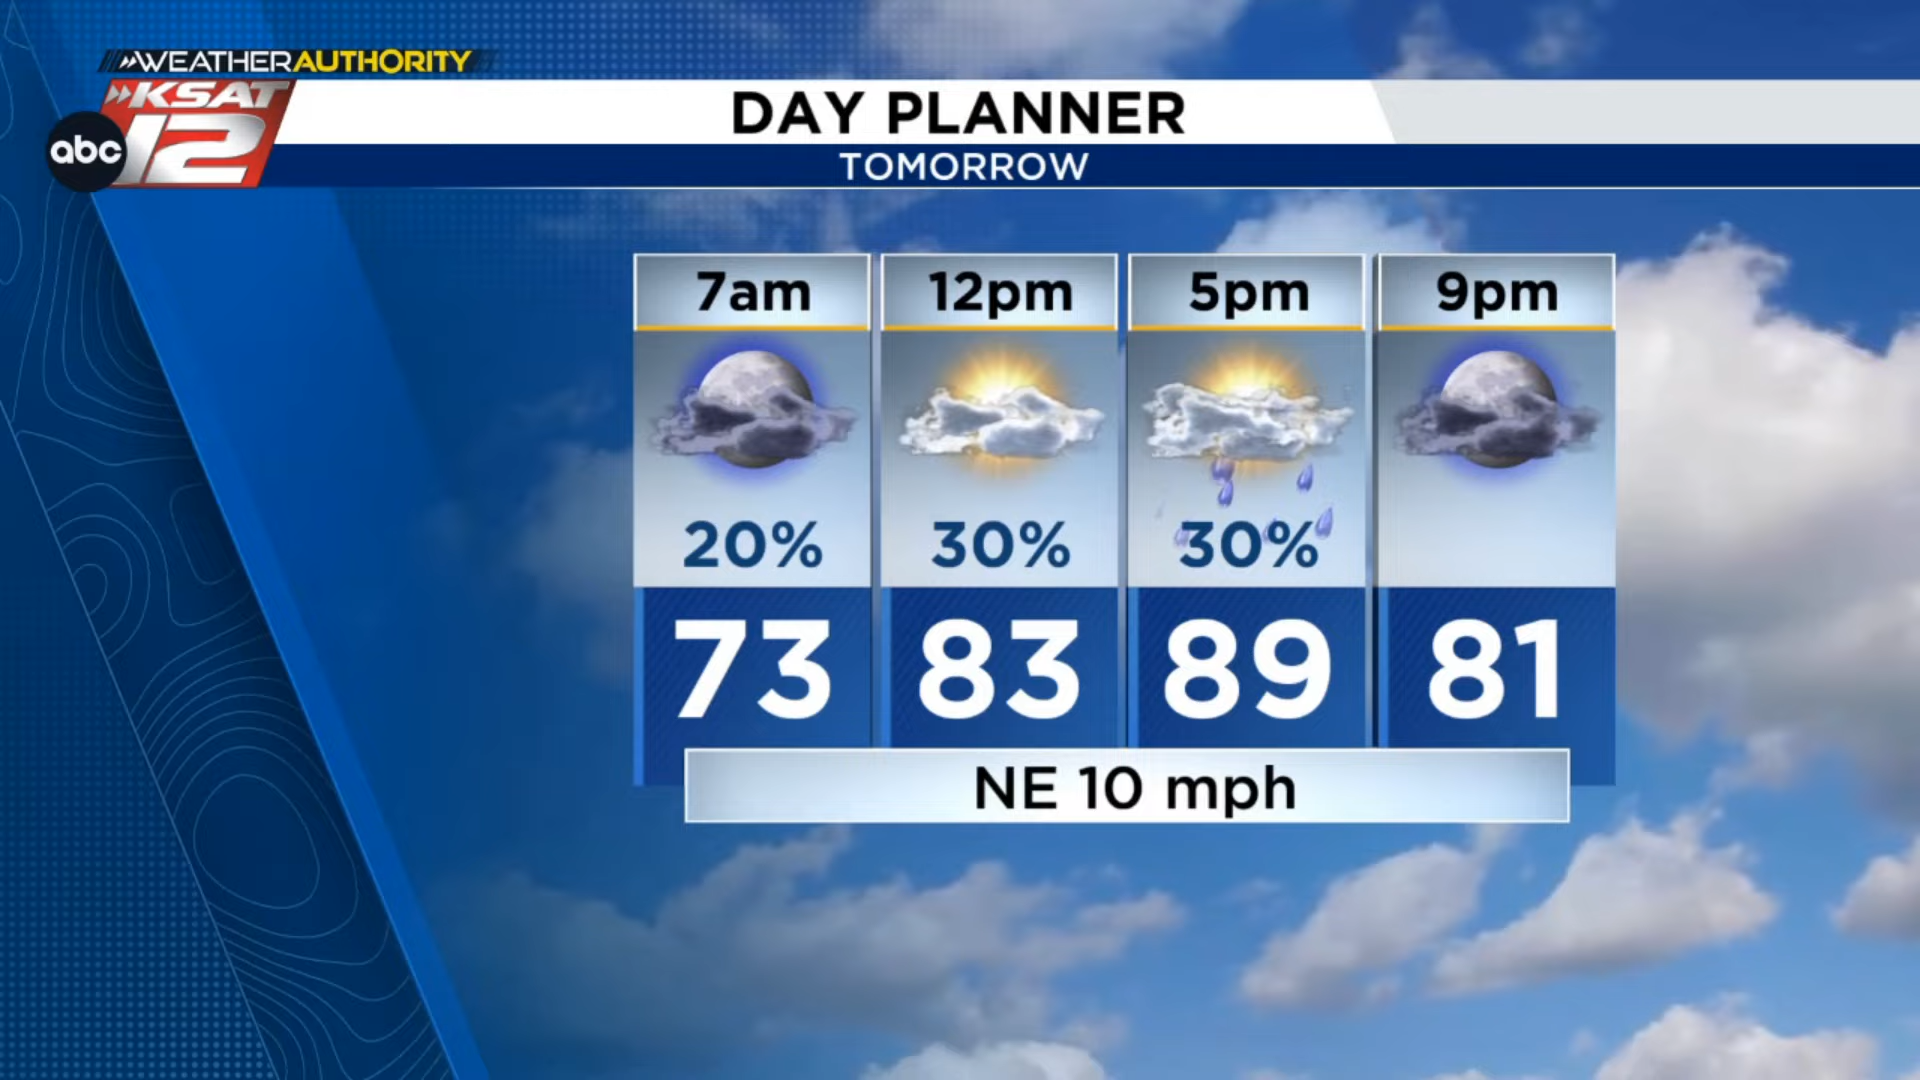 WEATHERAUTHORITY
KSAT
abc 12
DAY PLANNER
TOMORROW
7am 12pm 5pm 9pm
20% 30% 30%
73 83 89 81
NE 10 mph